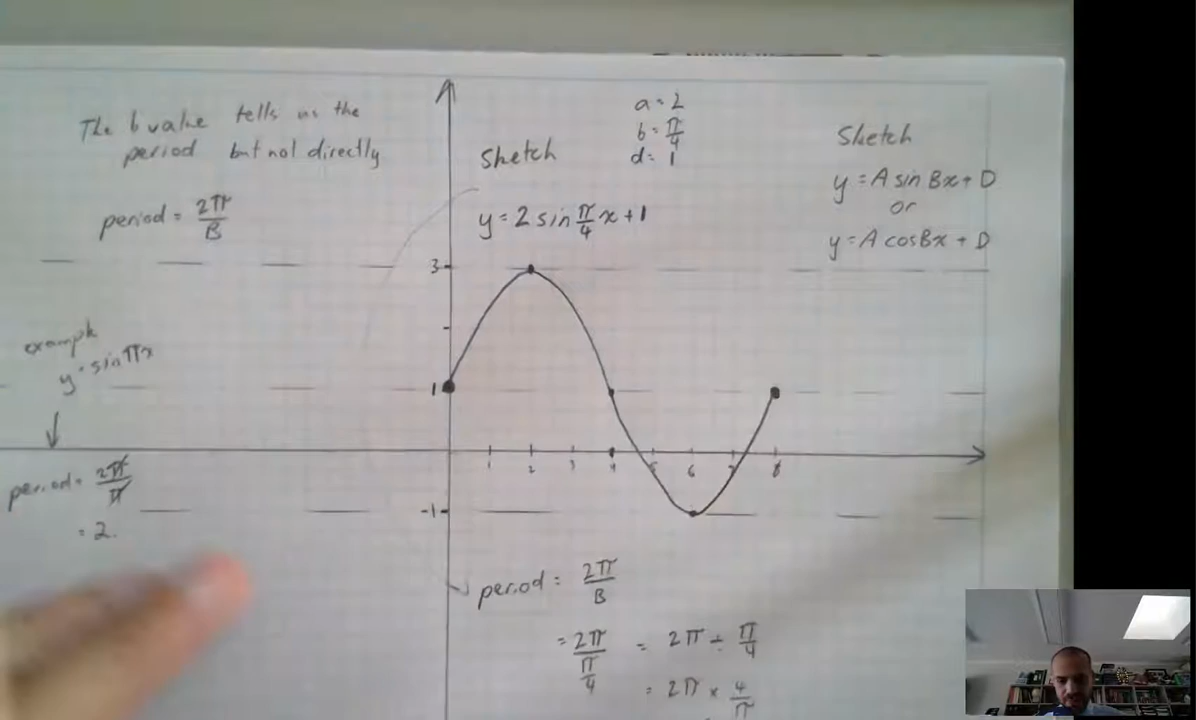 The b value tells us the
period but not directly
period = 2π/B
example
y = sin πx
period = 2π/π
= 2.
Sketch
y = 2 sin π/4 x + 1
a = 2
b = π/4
d = 1
Sketch
y = A sin Bx + D
or
y = A cos Bx + D
3
1
-1
1 2 3 4 5 6 7 8
period = 2π/B
= 2π/π/4 = 2π ÷ π/4
= 2π × 4/π